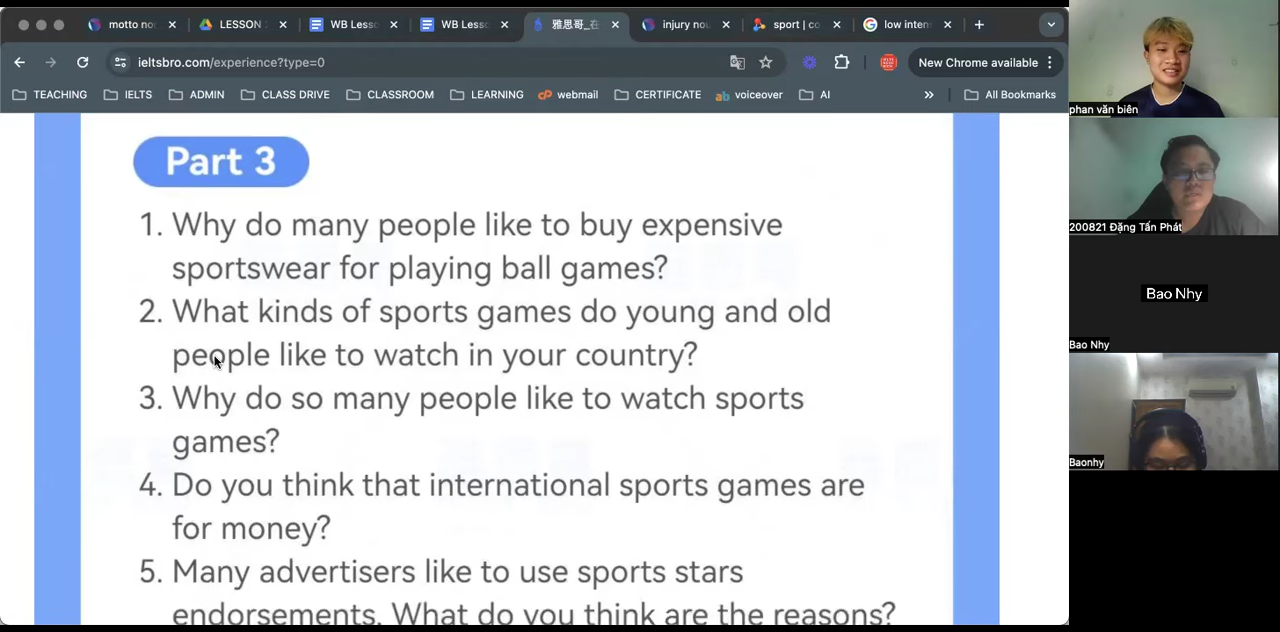 motto no
LESSON
WB Less
WB Less
雅思哥_在
injury no
sport | co
low inten
ieltsbro.com/experience?type=0
New Chrome available
TEACHING
IELTS
ADMIN
CLASS DRIVE
CLASSROOM
LEARNING
cP webmail
CERTIFICATE
ab voiceover
AI
»
All Bookmarks
Part 3
1. Why do many people like to buy expensive
sportswear for playing ball games?
2. What kinds of sports games do young and old
people like to watch in your country?
3. Why do so many people like to watch sports
games?
4. Do you think that international sports games are
for money?
5. Many advertisers like to use sports stars
endorsements. What do you think are the reasons?
phan văn biên
200821 Đặng Tấn Phát
Bao Nhy
Bao Nhy
Baonhy